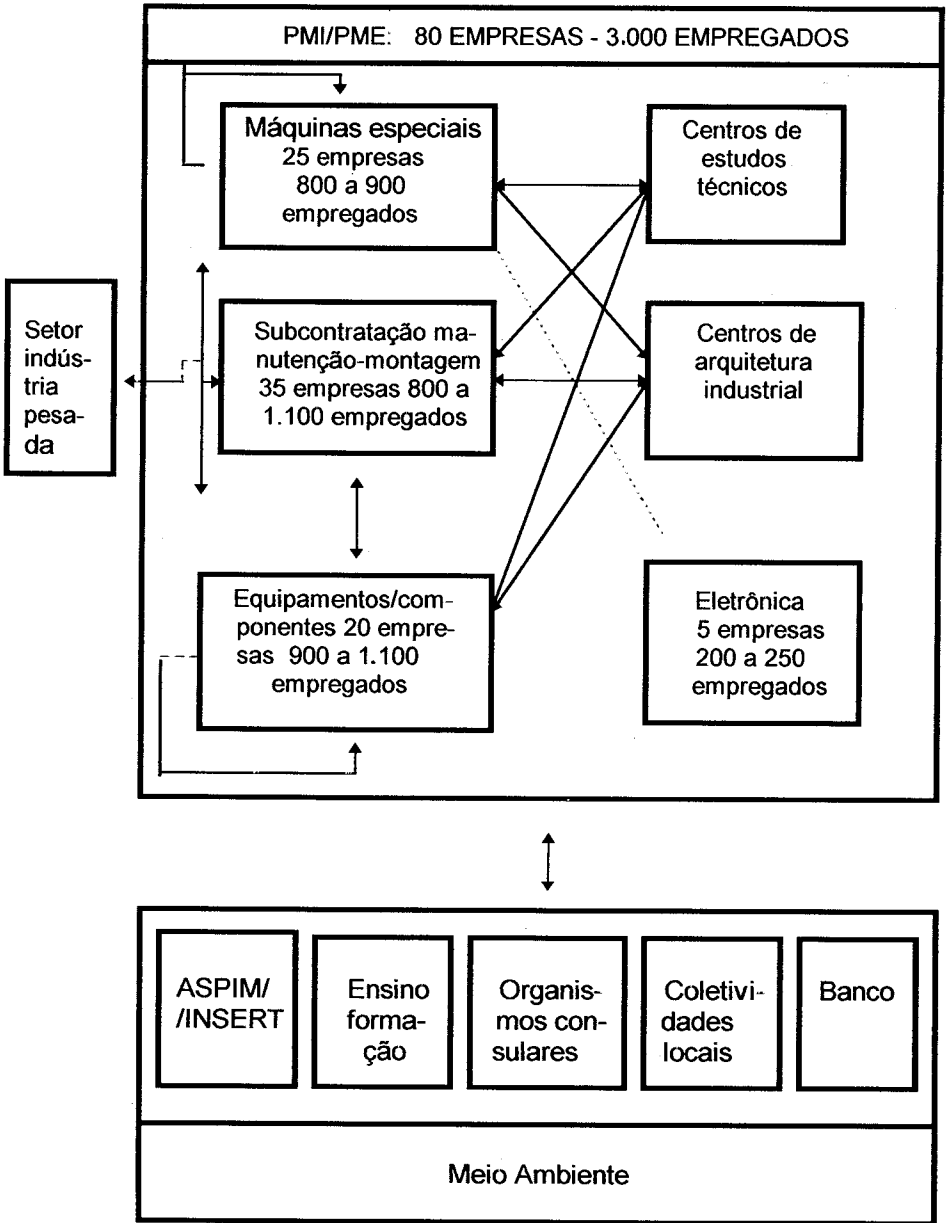 PMI/PME: 80 EMPRESAS - 3.000 EMPREGADOS
Máquinas especiais
25 empresas
800 a 900
empregados
Centros de
estudos
técnicos
Setor
indús-
tria
pesa-
da
Subcontratação ma-
nutenção-montagem
35 empresas 800 a
1.100 empregados
Centros de
arquitetura
industrial
Equipamentos/com-
ponentes 20 empre-
sas 900 a 1.100
empregados
Eletrônica
5 empresas
200 a 250
empregados
ASPIM/
/INSERT
Ensino
forma-
ção
Organis-
mos con-
sulares
Coletivi-
dades
locais
Banco
Meio Ambiente